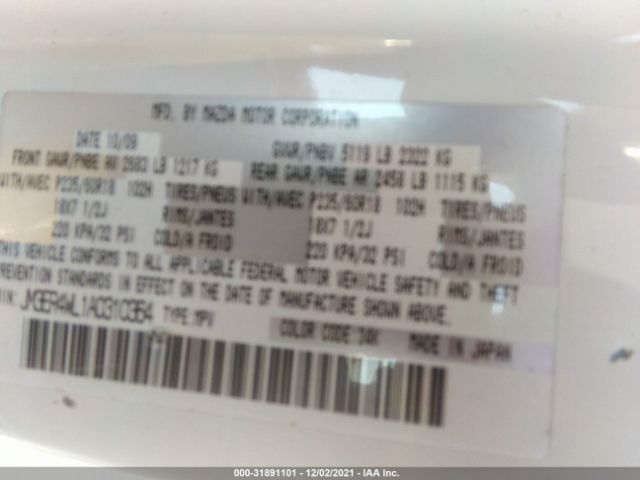 MFD. BY MAZDA MOTOR CORPORATION
DATE 10/09 GVWR/PNBV 5119 LB 2322 KG
FRONT GAWR/PNBE AV 2683 LB 1217 KG REAR GAWR/PNBE AR 2458 LB 1115 KG
WITH/AVEC P235/60R18 102H TIRES/PNEUS WITH/AVEC P235/60R18 102H TIRES/PNEUS
18X7 1/2J RIMS/JANTES 18X7 1/2J RIMS/JANTES
220 KPA/32 PSI COLD/A FROID 220 KPA/32 PSI COLD/A FROID
THIS VEHICLE CONFORMS TO ALL APPLICABLE FEDERAL MOTOR VEHICLE SAFETY AND THEFT
PREVENTION STANDARDS IN EFFECT ON THE DATE OF MANUFACTURE SHOWN ABOVE.
VIN: JM3ER4WL1A0310364 TYPE:MPV
COLOR CODE:34K MADE IN JAPAN
000-31891101 - 12/02/2021 - IAA Inc.